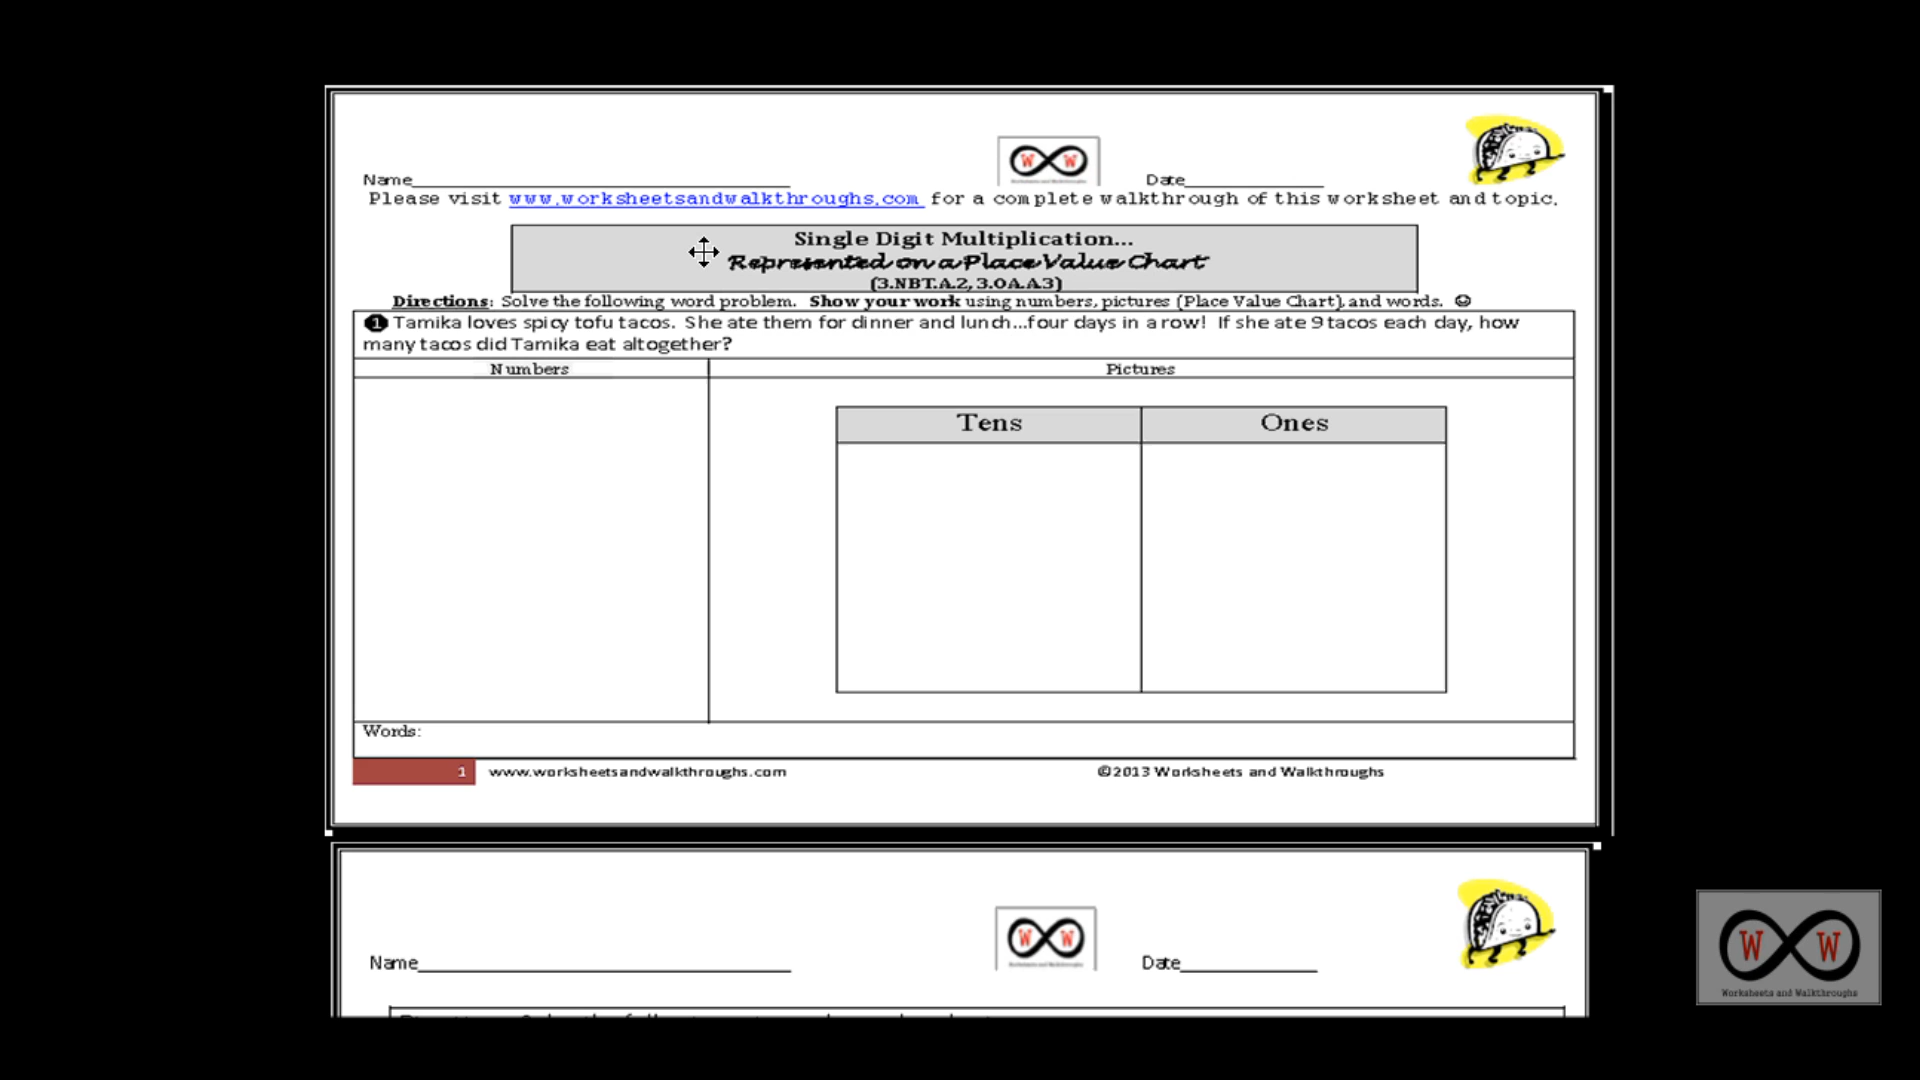 Name
Date
Please visit www.worksheetsandwalkthroughs.com for a complete walkthrough of this worksheet and topic.
Single Digit Multiplication...
Represented on a Place Value Chart
(3.NBT.A.2, 3.OA.A.3)
Directions: Solve the following word problem. Show your work using numbers, pictures (Place Value Chart), and words. ☺
1 Tamika loves spicy tofu tacos. She ate them for dinner and lunch...four days in a row! If she ate 9 tacos each day, how
many tacos did Tamika eat altogether?
Numbers
Pictures
Tens
Ones
Words:
1
www.worksheetsandwalkthroughs.com
©2013 Worksheets and Walkthroughs
Name
Date
W W
Worksheets and Walkthroughs